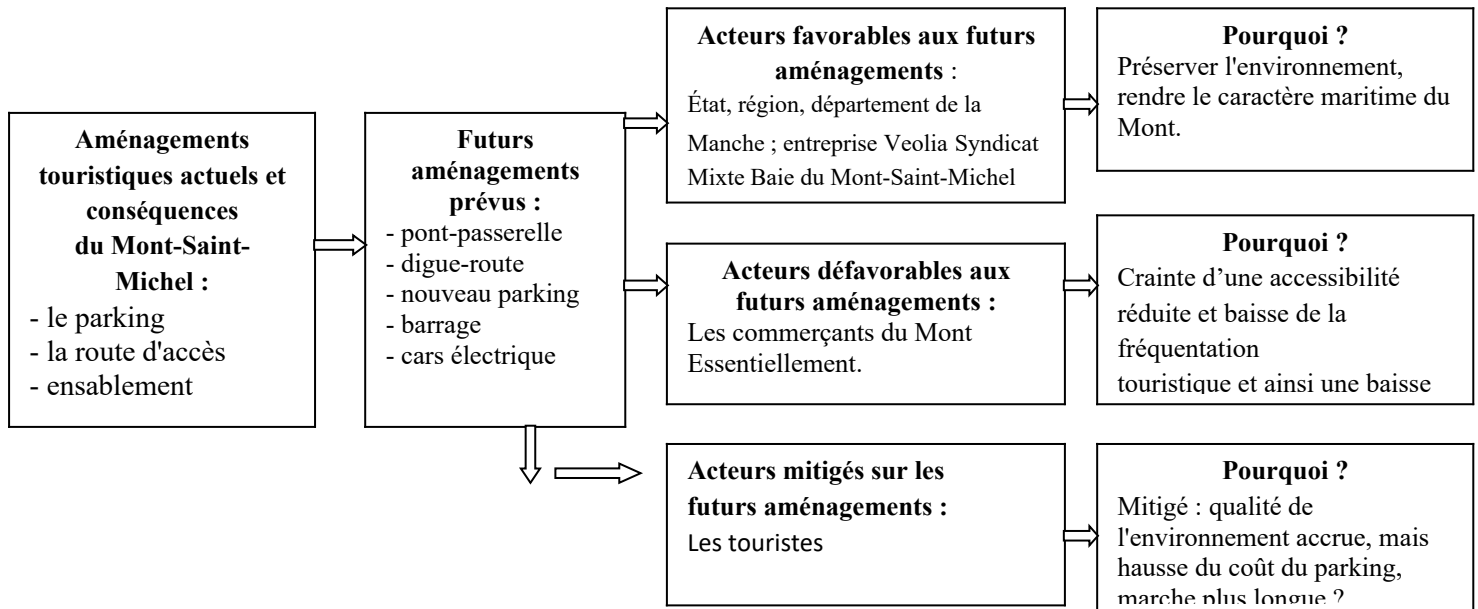 Aménagements
touristiques actuels et
conséquences
du Mont-Saint-
Michel :
- le parking
- la route d'accès
- ensablement
Futurs
aménagements
prévus :
- pont-passerelle
- digue-route
- nouveau parking
- barrage
- cars électrique
Acteurs favorables aux futurs
aménagements :
État, région, département de la
Manche ; entreprise Veolia Syndicat
Mixte Baie du Mont-Saint-Michel
Pourquoi ?
Préserver l'environnement,
rendre le caractère maritime du
Mont.
Acteurs défavorables aux
futurs aménagements :
Les commerçants du Mont
Essentiellement.
Pourquoi ?
Crainte d’une accessibilité
réduite et baisse de la
fréquentation
touristique et ainsi une baisse
Acteurs mitigés sur les
futurs aménagements :
Les touristes
Pourquoi ?
Mitigé : qualité de
l'environnement accrue, mais
hausse du coût du parking,
marche plus longue ?